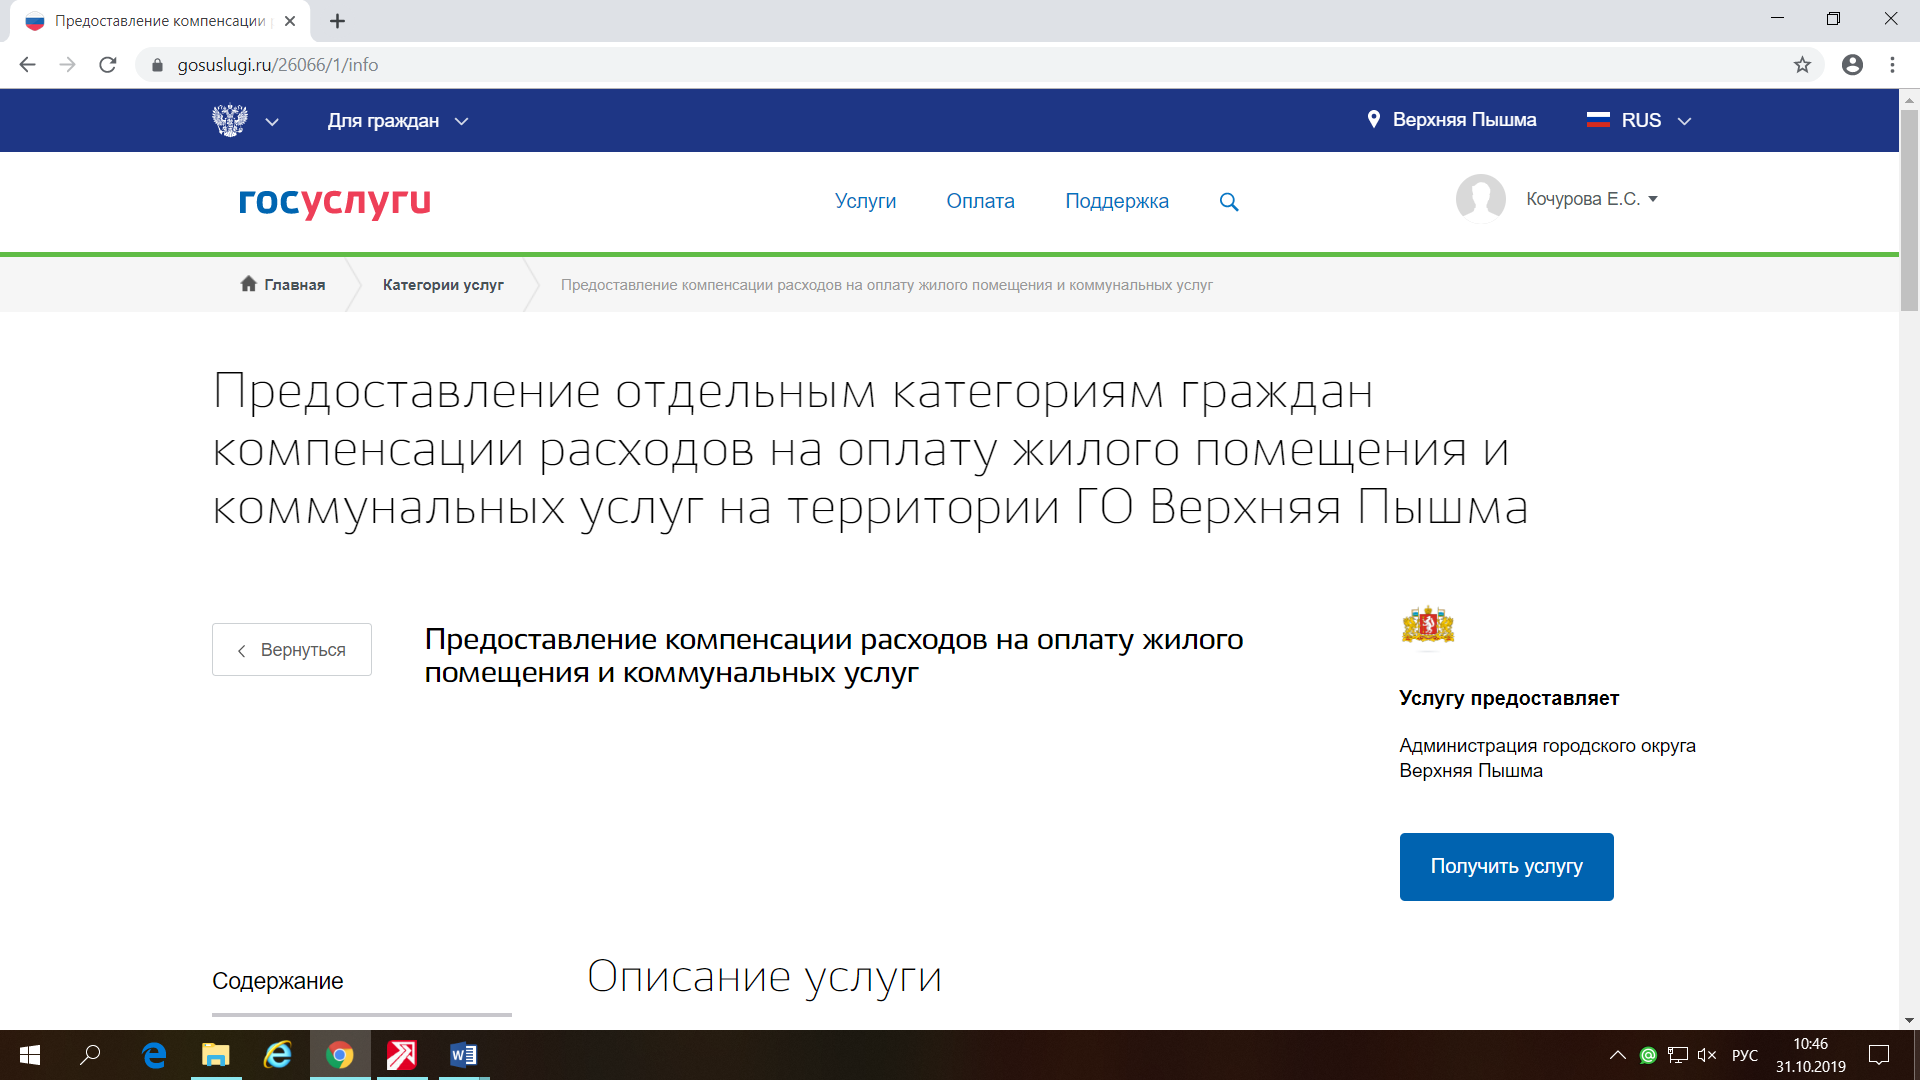 Предоставление компенсации
gosuslugi.ru/26066/1/info
Для граждан
Верхняя Пышма
RUS
госуслуги
Услуги
Оплата
Поддержка
Кочурова Е.С.
Главная
Категории услуг
Предоставление компенсации расходов на оплату жилого помещения и коммунальных услуг
Предоставление отдельным категориям граждан
компенсации расходов на оплату жилого помещения и
коммунальных услуг на территории ГО Верхняя Пышма
Вернуться
Предоставление компенсации расходов на оплату жилого
помещения и коммунальных услуг
Услугу предоставляет
Администрация городского округа
Верхняя Пышма
Получить услугу
Содержание
Описание услуги
РУС
10:46
31.10.2019